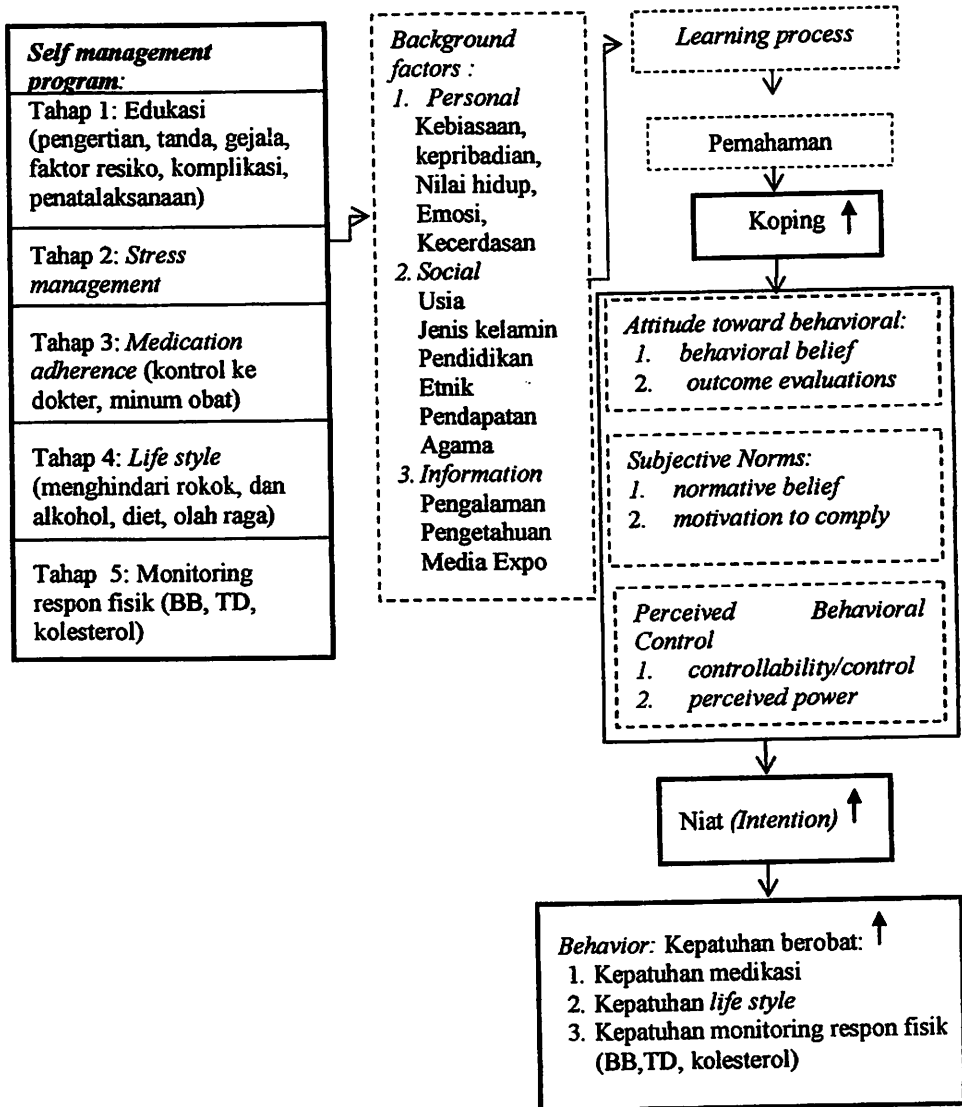 Self management
program:
Tahap 1: Edukasi
(pengertian, tanda, gejala,
faktor resiko, komplikasi,
penatalaksanaan)
Tahap 2: Stress
management
Tahap 3: Medication
adherence (kontrol ke
dokter, minum obat)
Tahap 4: Life style
(menghindari rokok, dan
alkohol, diet, olah raga)
Tahap 5: Monitoring
respon fisik (BB, TD,
kolesterol)
Background
factors :
1. Personal
Kebiasaan,
kepribadian,
Nilai hidup,
Emosi,
Kecerdasan
2. Social
Usia
Jenis kelamin
Pendidikan
Etnik
Pendapatan
Agama
3. Information
Pengalaman
Pengetahuan
Media Expo
Learning process
Pemahaman
Koping ↑
Attitude toward behavioral:
1. behavioral belief
2. outcome evaluations
Subjective Norms:
1. normative belief
2. motivation to comply
Perceived Behavioral
Control
1. controllability/control
2. perceived power
Niat (Intention) ↑
Behavior: Kepatuhan berobat: ↑
1. Kepatuhan medikasi
2. Kepatuhan life style
3. Kepatuhan monitoring respon fisik
(BB,TD, kolesterol)